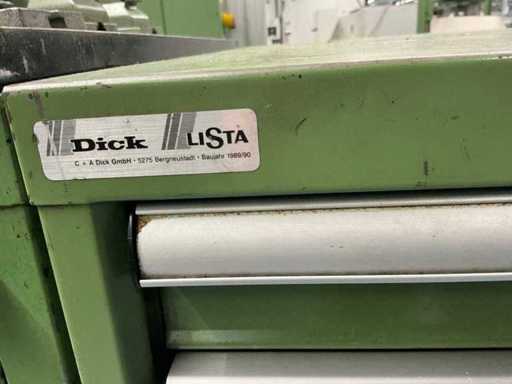 Dick LISTA
C + A Dick GmbH • 5275 Bergneustadt • Baujahr 1989/90